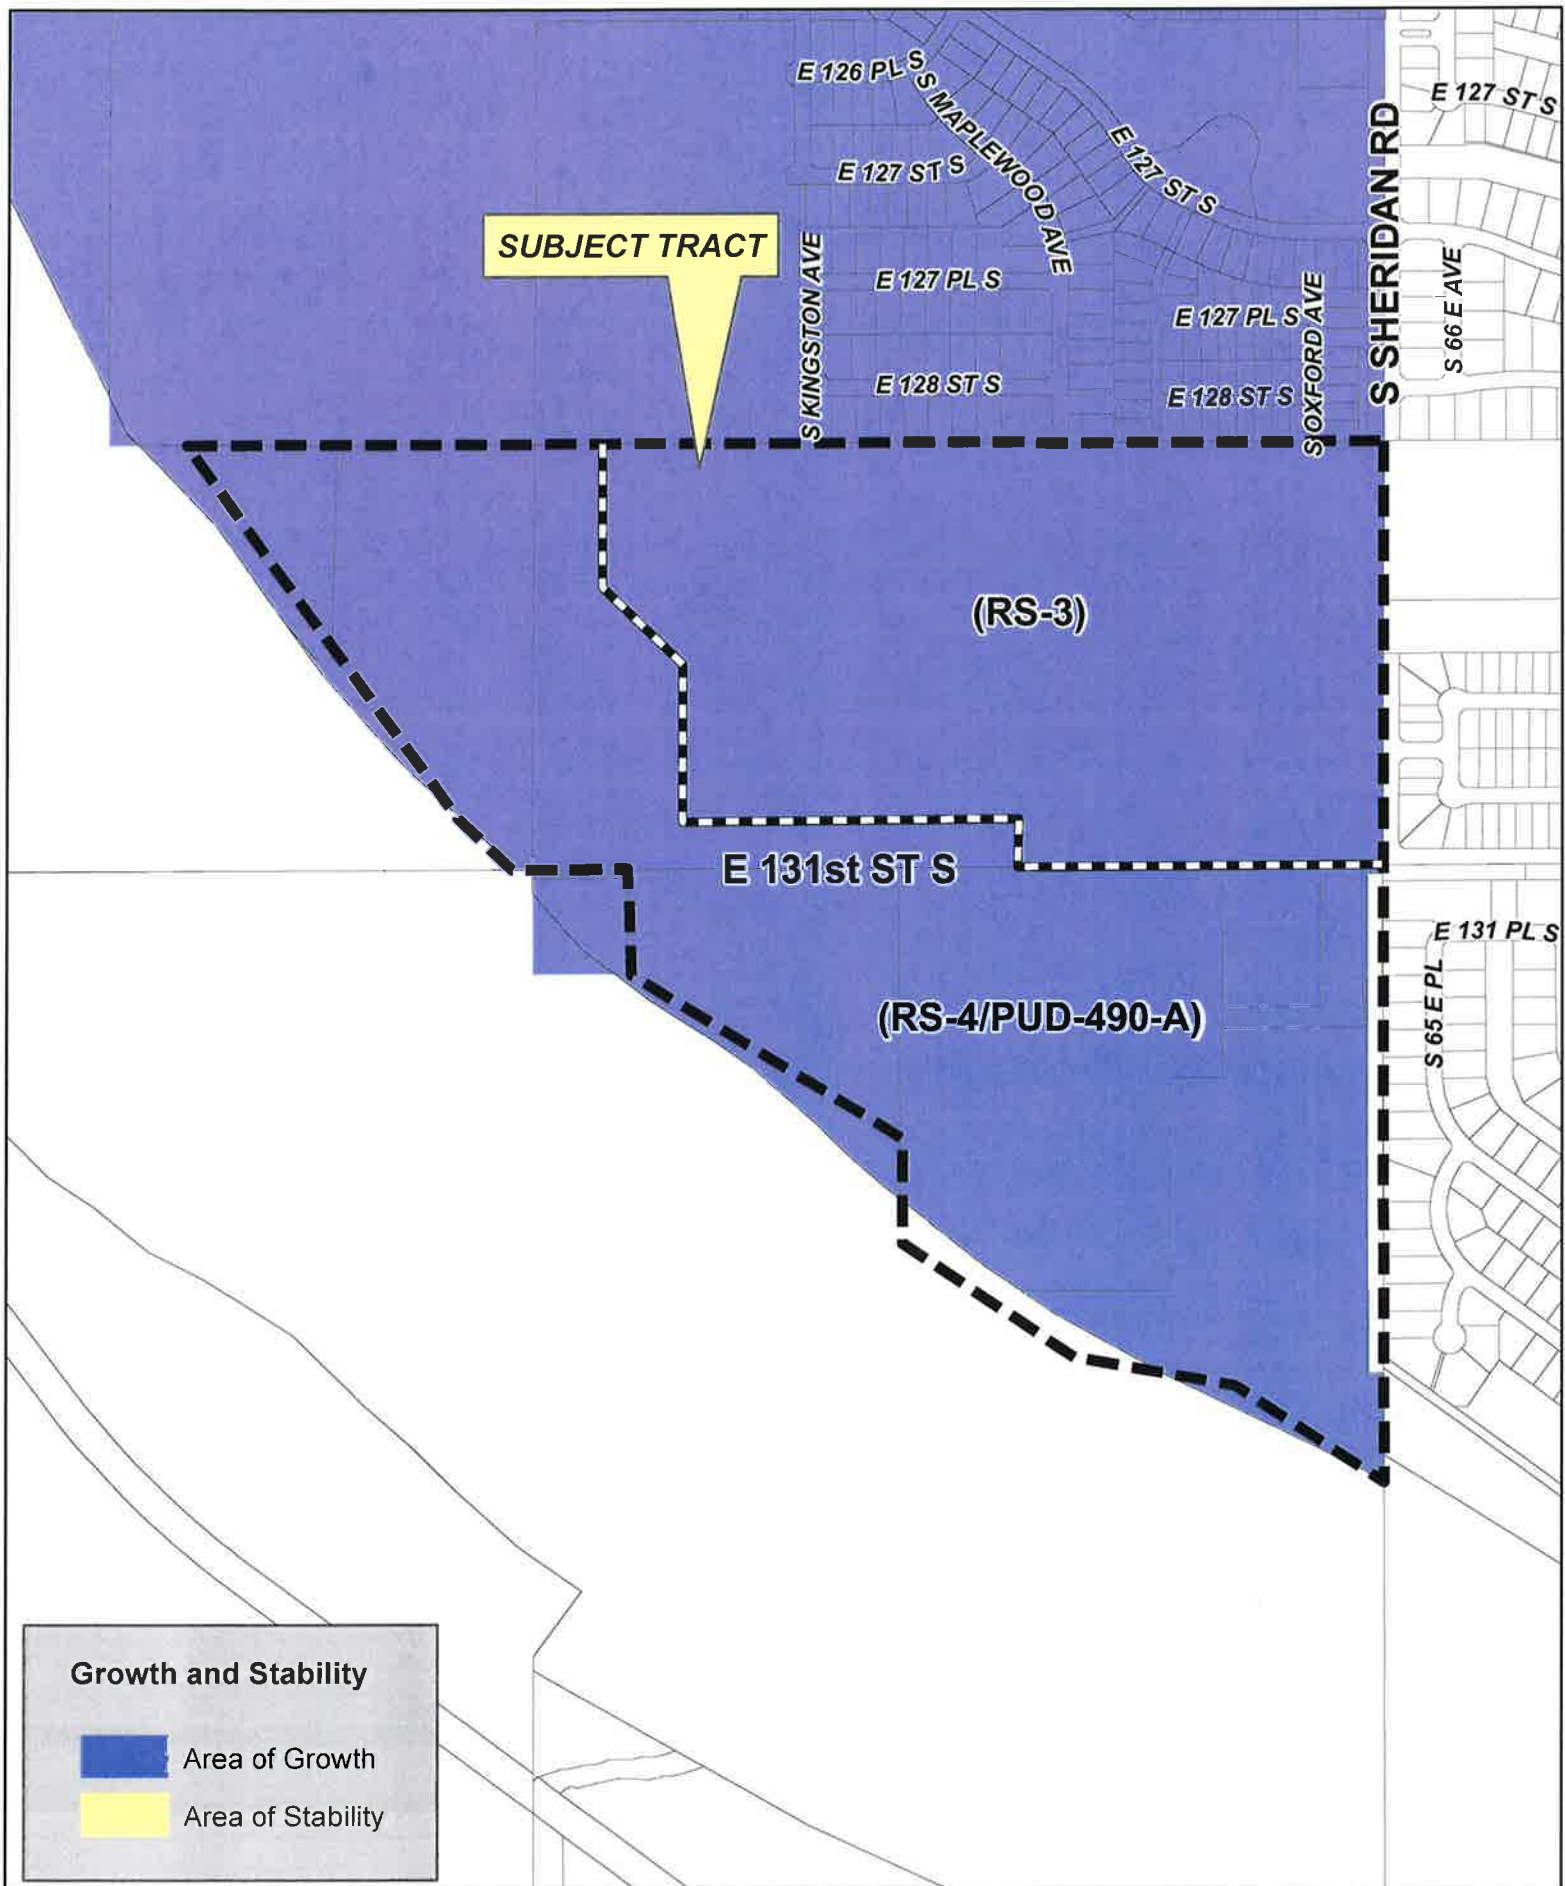 E 126 PL S
S MAPLEWOOD AVE
E 127 ST S
E 127 ST S
E 127 ST S
S SHERIDAN RD
SUBJECT TRACT
S KINGSTON AVE
E 127 PL S
E 127 PL S
S OXFORD AVE
S 66 E AVE
E 128 ST S
E 128 ST S
(RS-3)
E 131st ST S
E 131 PL S
S 65 E PL
(RS-4/PUD-490-A)
Growth and Stability
Area of Growth
Area of Stability